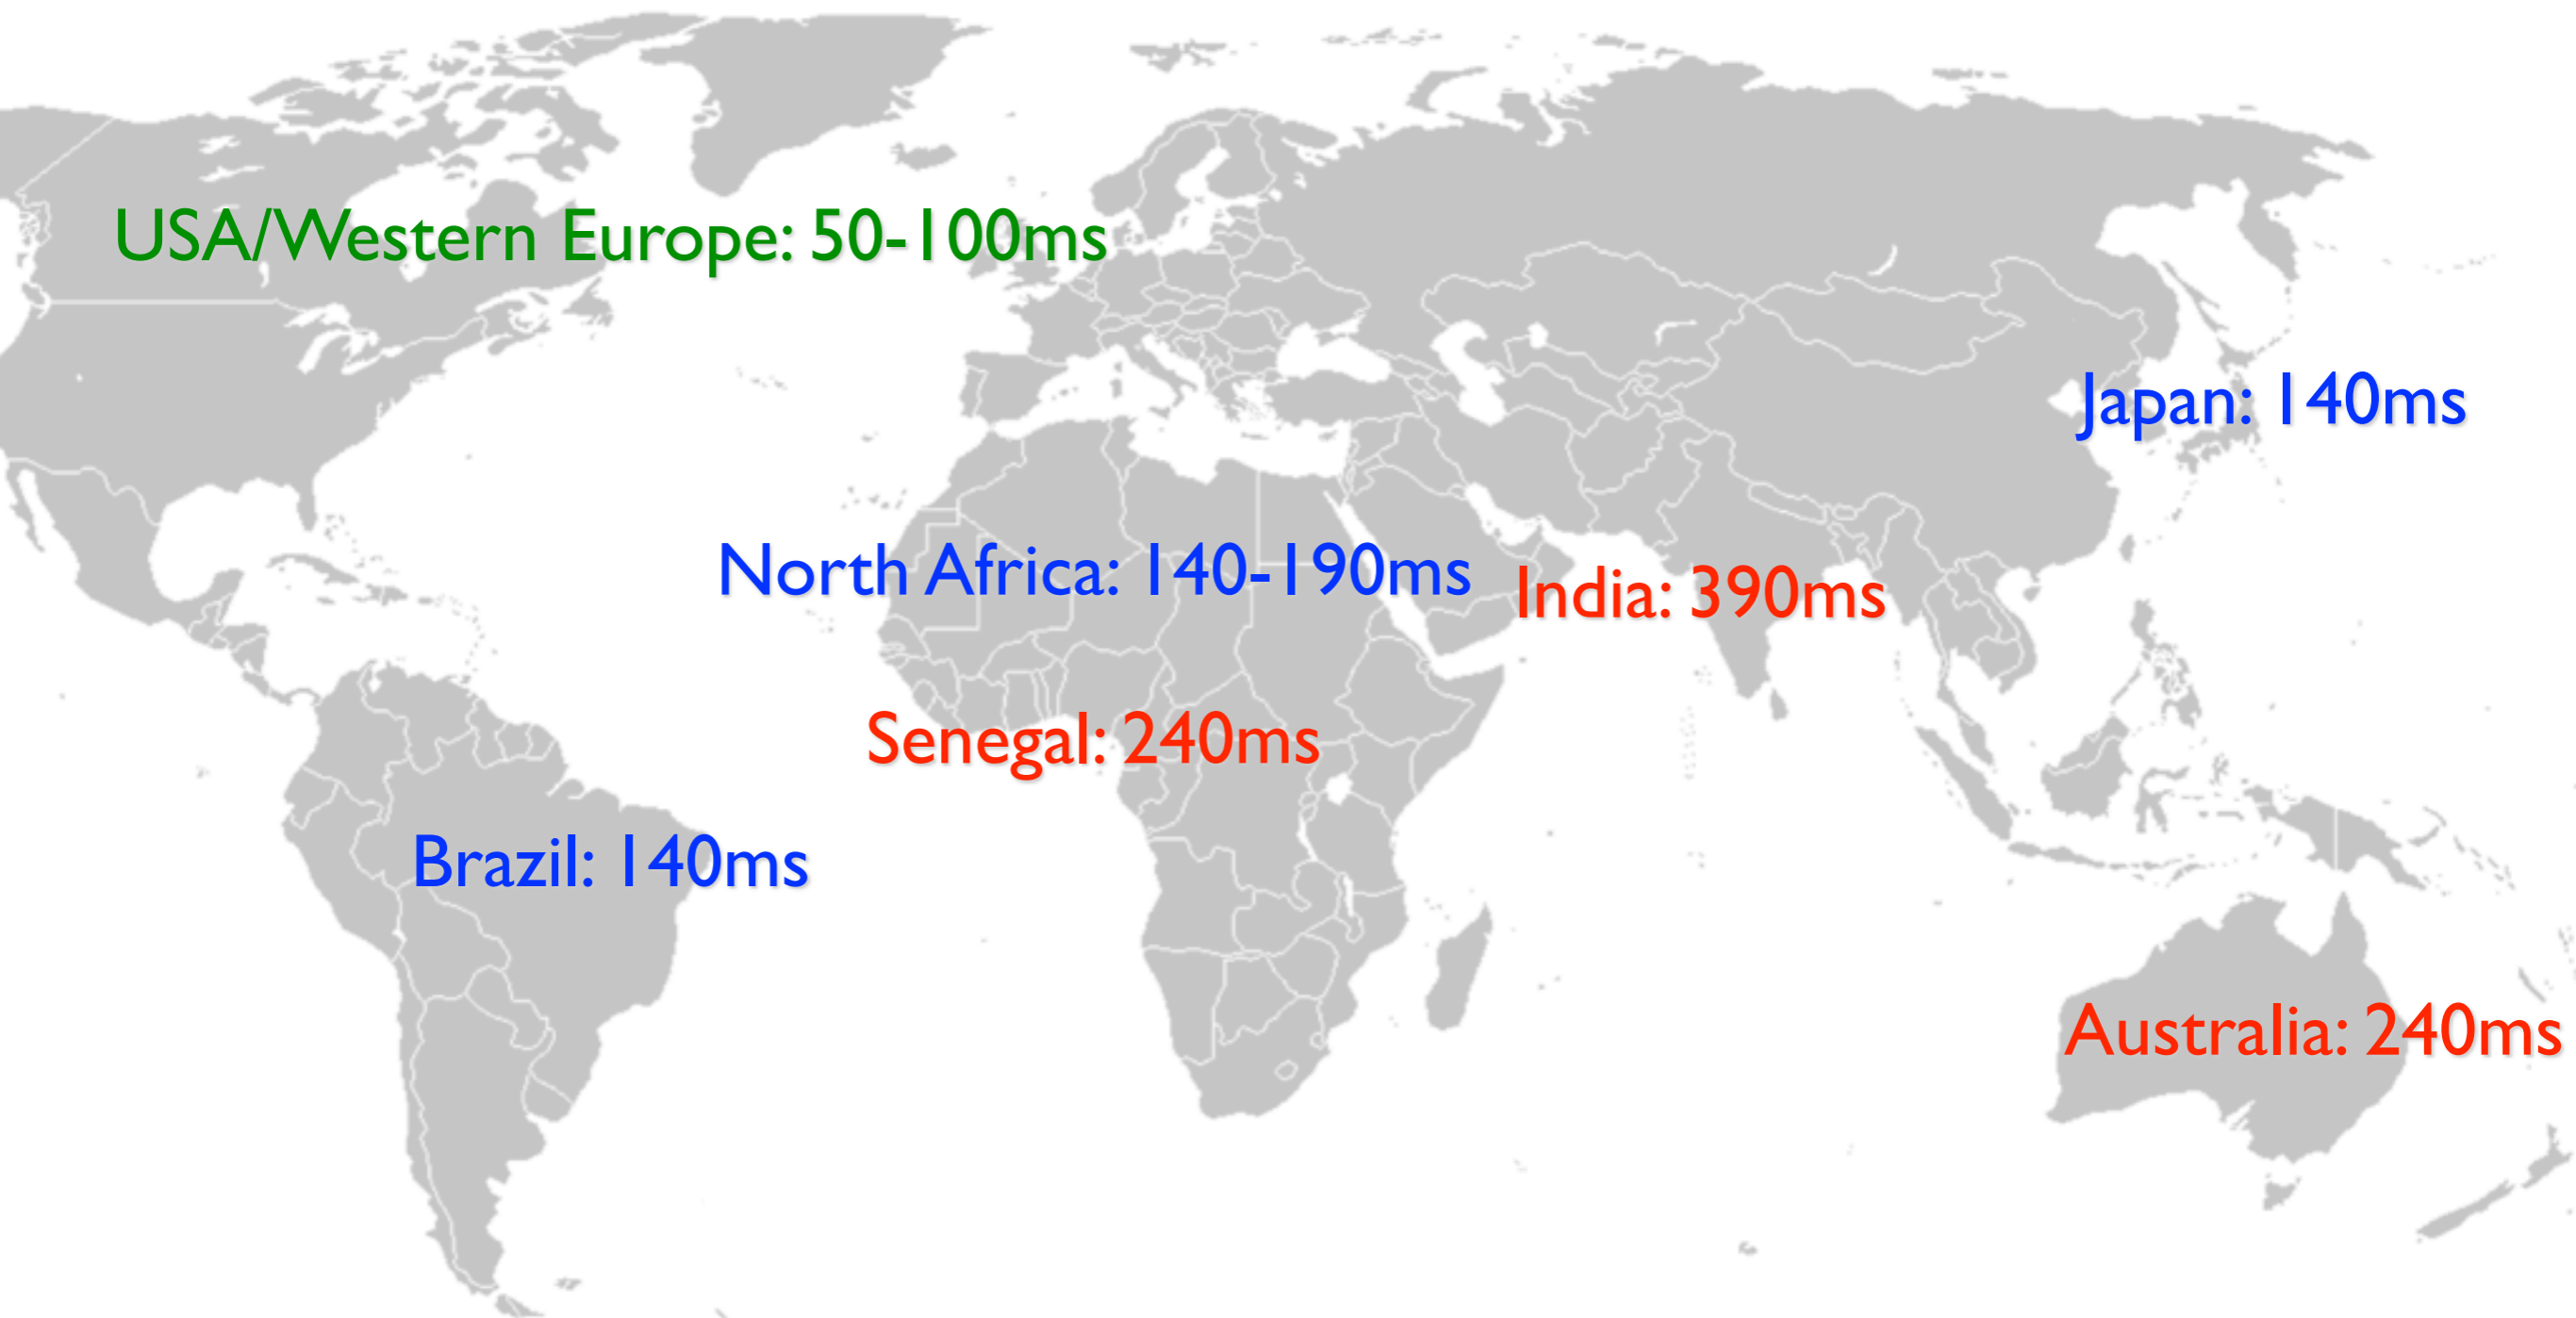 USA/Western Europe: 50-100ms
Japan: 140ms
North Africa: 140-190ms
India: 390ms
Senegal: 240ms
Brazil: 140ms
Australia: 240ms